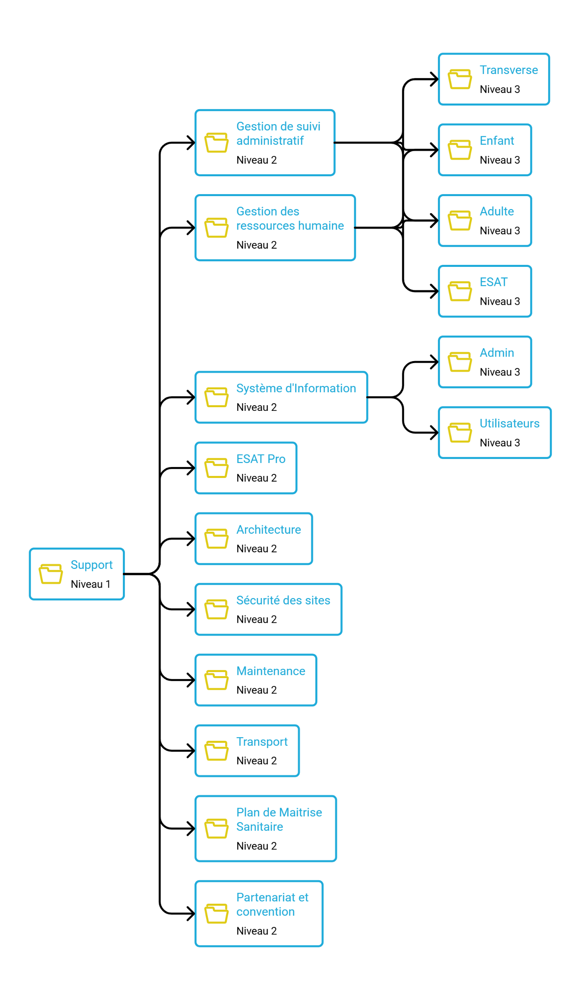 Transverse
Niveau 3
Gestion de suivi
administratif
Niveau 2
Enfant
Niveau 3
Gestion des
ressources humaine
Niveau 2
Adulte
Niveau 3
ESAT
Niveau 3
Admin
Niveau 3
Système d'Information
Niveau 2
Utilisateurs
Niveau 3
ESAT Pro
Niveau 2
Architecture
Niveau 2
Support
Niveau 1
Sécurité des sites
Niveau 2
Maintenance
Niveau 2
Transport
Niveau 2
Plan de Maitrise
Sanitaire
Niveau 2
Partenariat et
convention
Niveau 2